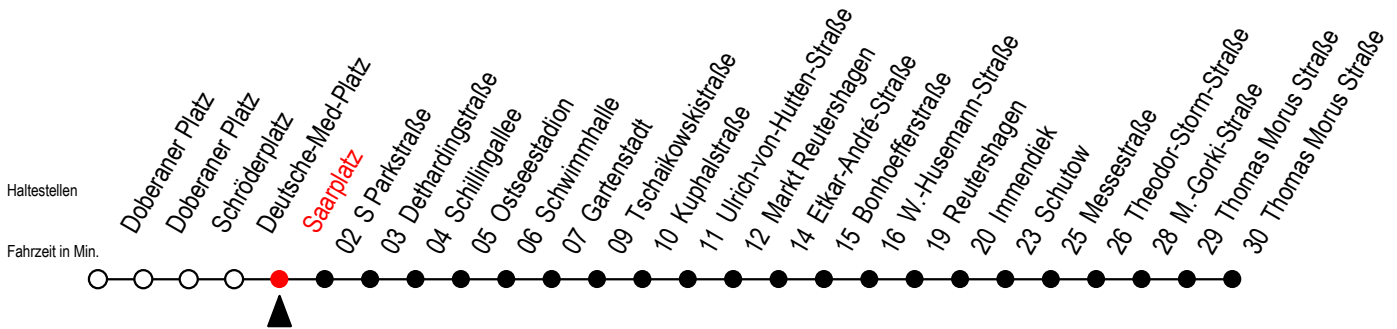 Haltestellen
Fahrzeit in Min.
Doberaner Platz
Doberaner Platz
Schröderplatz
Deutsche-Med-Platz
Saarplatz
02 S Parkstraße
03 Dethardingstraße
04 Schillingallee
05 Ostseestadion
06 Schwimmhalle
07 Gartenstadt
09 Tschaikowskistraße
10 Kuphalstraße
11 Ulrich-von-Hutten-Straße
12 Markt Reutershagen
14 Etkar-André-Straße
15 Bonhoefferstraße
16 W.-Husemann-Straße
19 Reutershagen
20 Immendiek
23 Schutow
25 Messestraße
26 Theodor-Storm-Straße
28 M.-Gorki-Straße
29 Thomas Morus Straße
30 Thomas Morus Straße